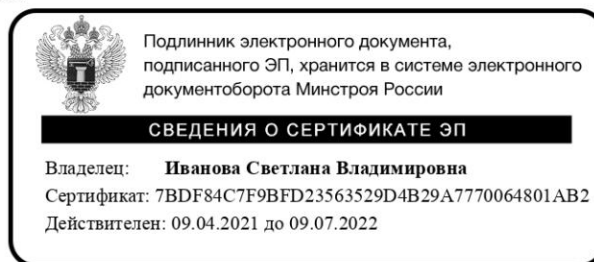 Подлинник электронного документа,
подписанного ЭП, хранится в системе электронного
документоборота Минстроя России
СВЕДЕНИЯ О СЕРТИФИКАТЕ ЭП
Владелец: Иванова Светлана Владимировна
Сертификат: 7BDF84C7F9BFD23563529D4B29A7770064801AB2
Действителен: 09.04.2021 до 09.07.2022